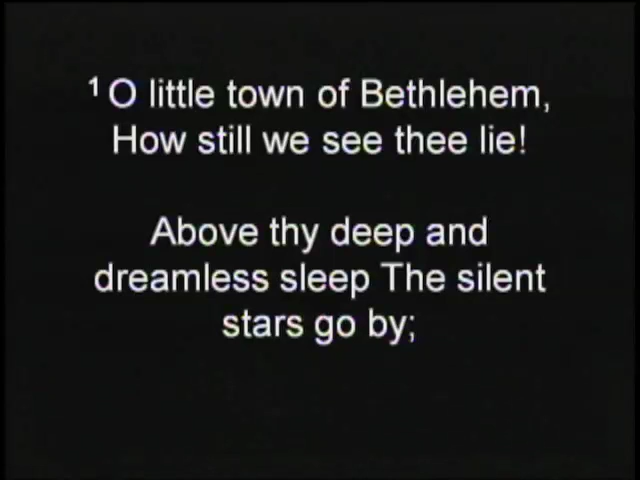 1 O little town of Bethlehem,
How still we see thee lie!
Above thy deep and
dreamless sleep The silent
stars go by;